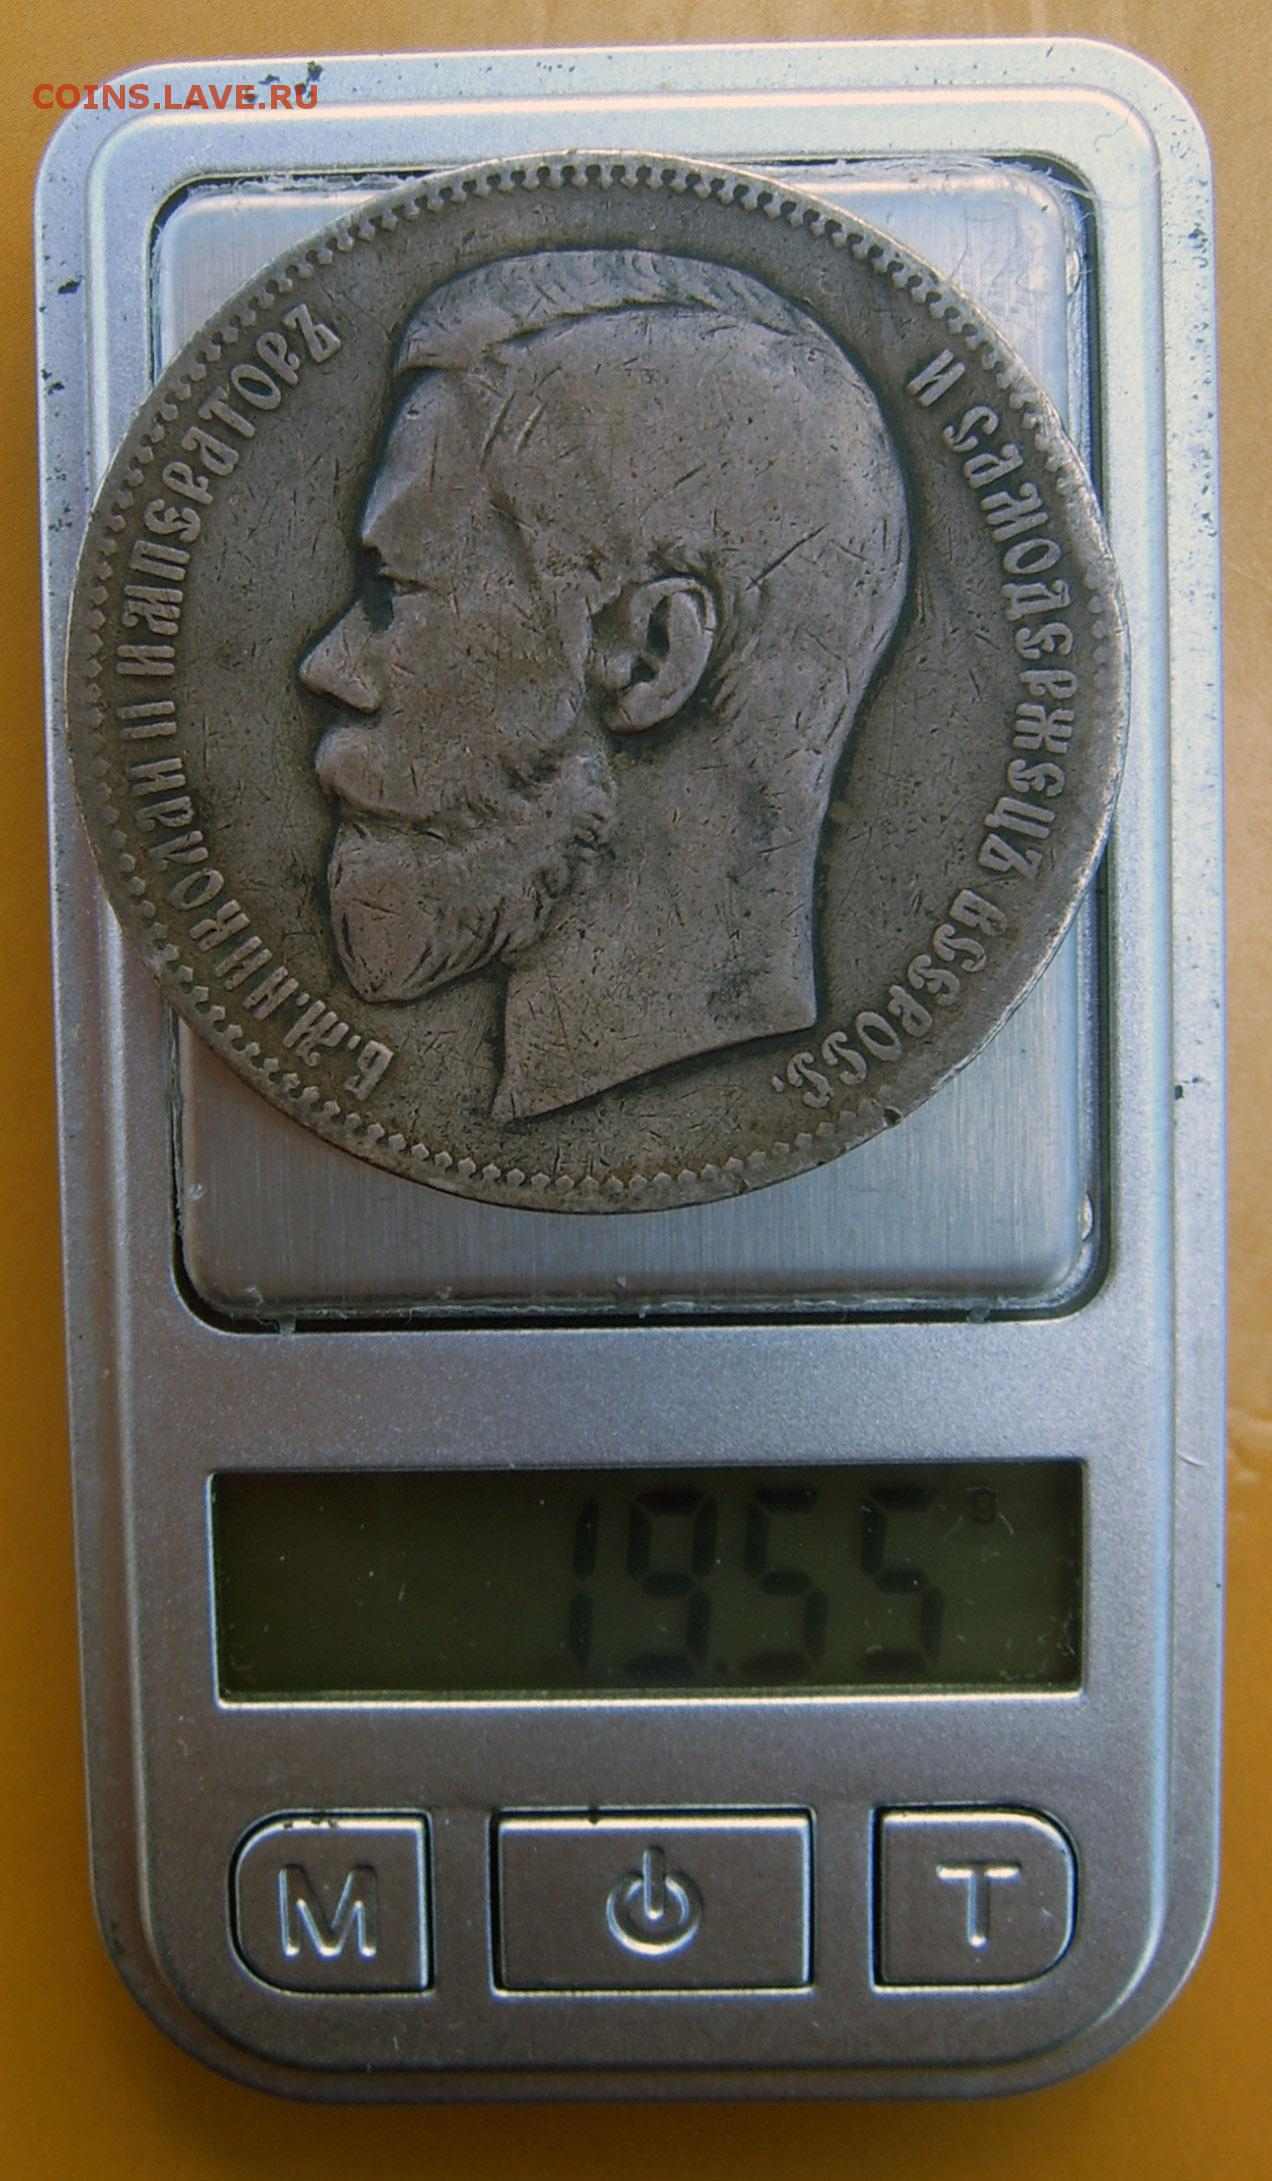 COINS.LAVE.RU
Б.М.НИКОЛАЙ II ИМПЕРАТОРЪ
И САМОДЕРЖЕЦЪ ВСЕРОСС.
19.55 g
M
T